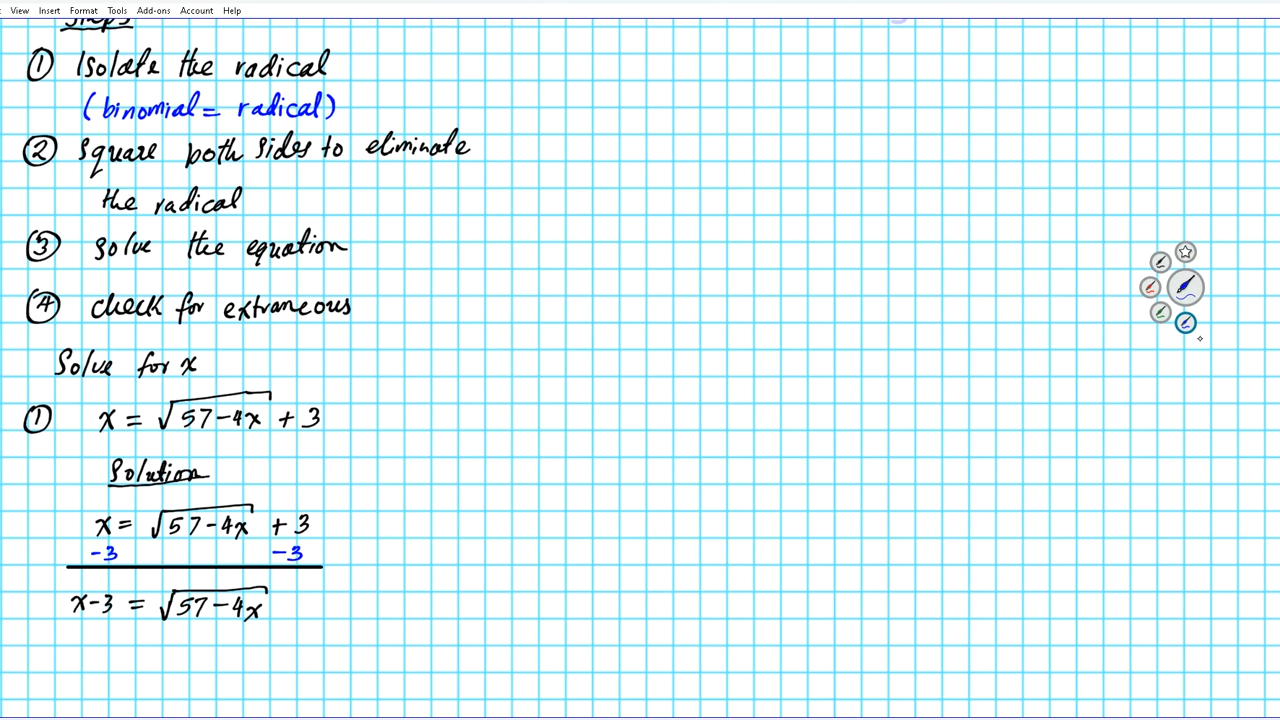 View Insert Format Tools Add-ons Account Help
Steps
① Isolate the radical
(binomial = radical)
② square both sides to eliminate
the radical
③ solve the equation
④ check for extraneous
Solve for x
① x = √(57-4x) + 3
Solution
x = √(57-4x) + 3
-3 -3
x-3 = √(57-4x)